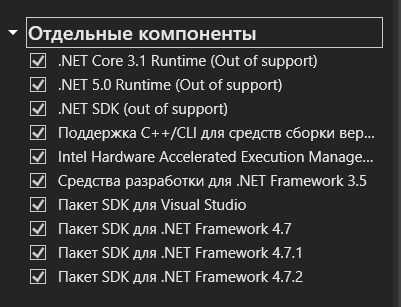 Отдельные компоненты
.NET Core 3.1 Runtime (Out of support)
.NET 5.0 Runtime (Out of support)
.NET SDK (out of support)
Поддержка C++/CLI для средств сборки вер...
Intel Hardware Accelerated Execution Manage...
Средства разработки для .NET Framework 3.5
Пакет SDK для Visual Studio
Пакет SDK для .NET Framework 4.7
Пакет SDK для .NET Framework 4.7.1
Пакет SDK для .NET Framework 4.7.2